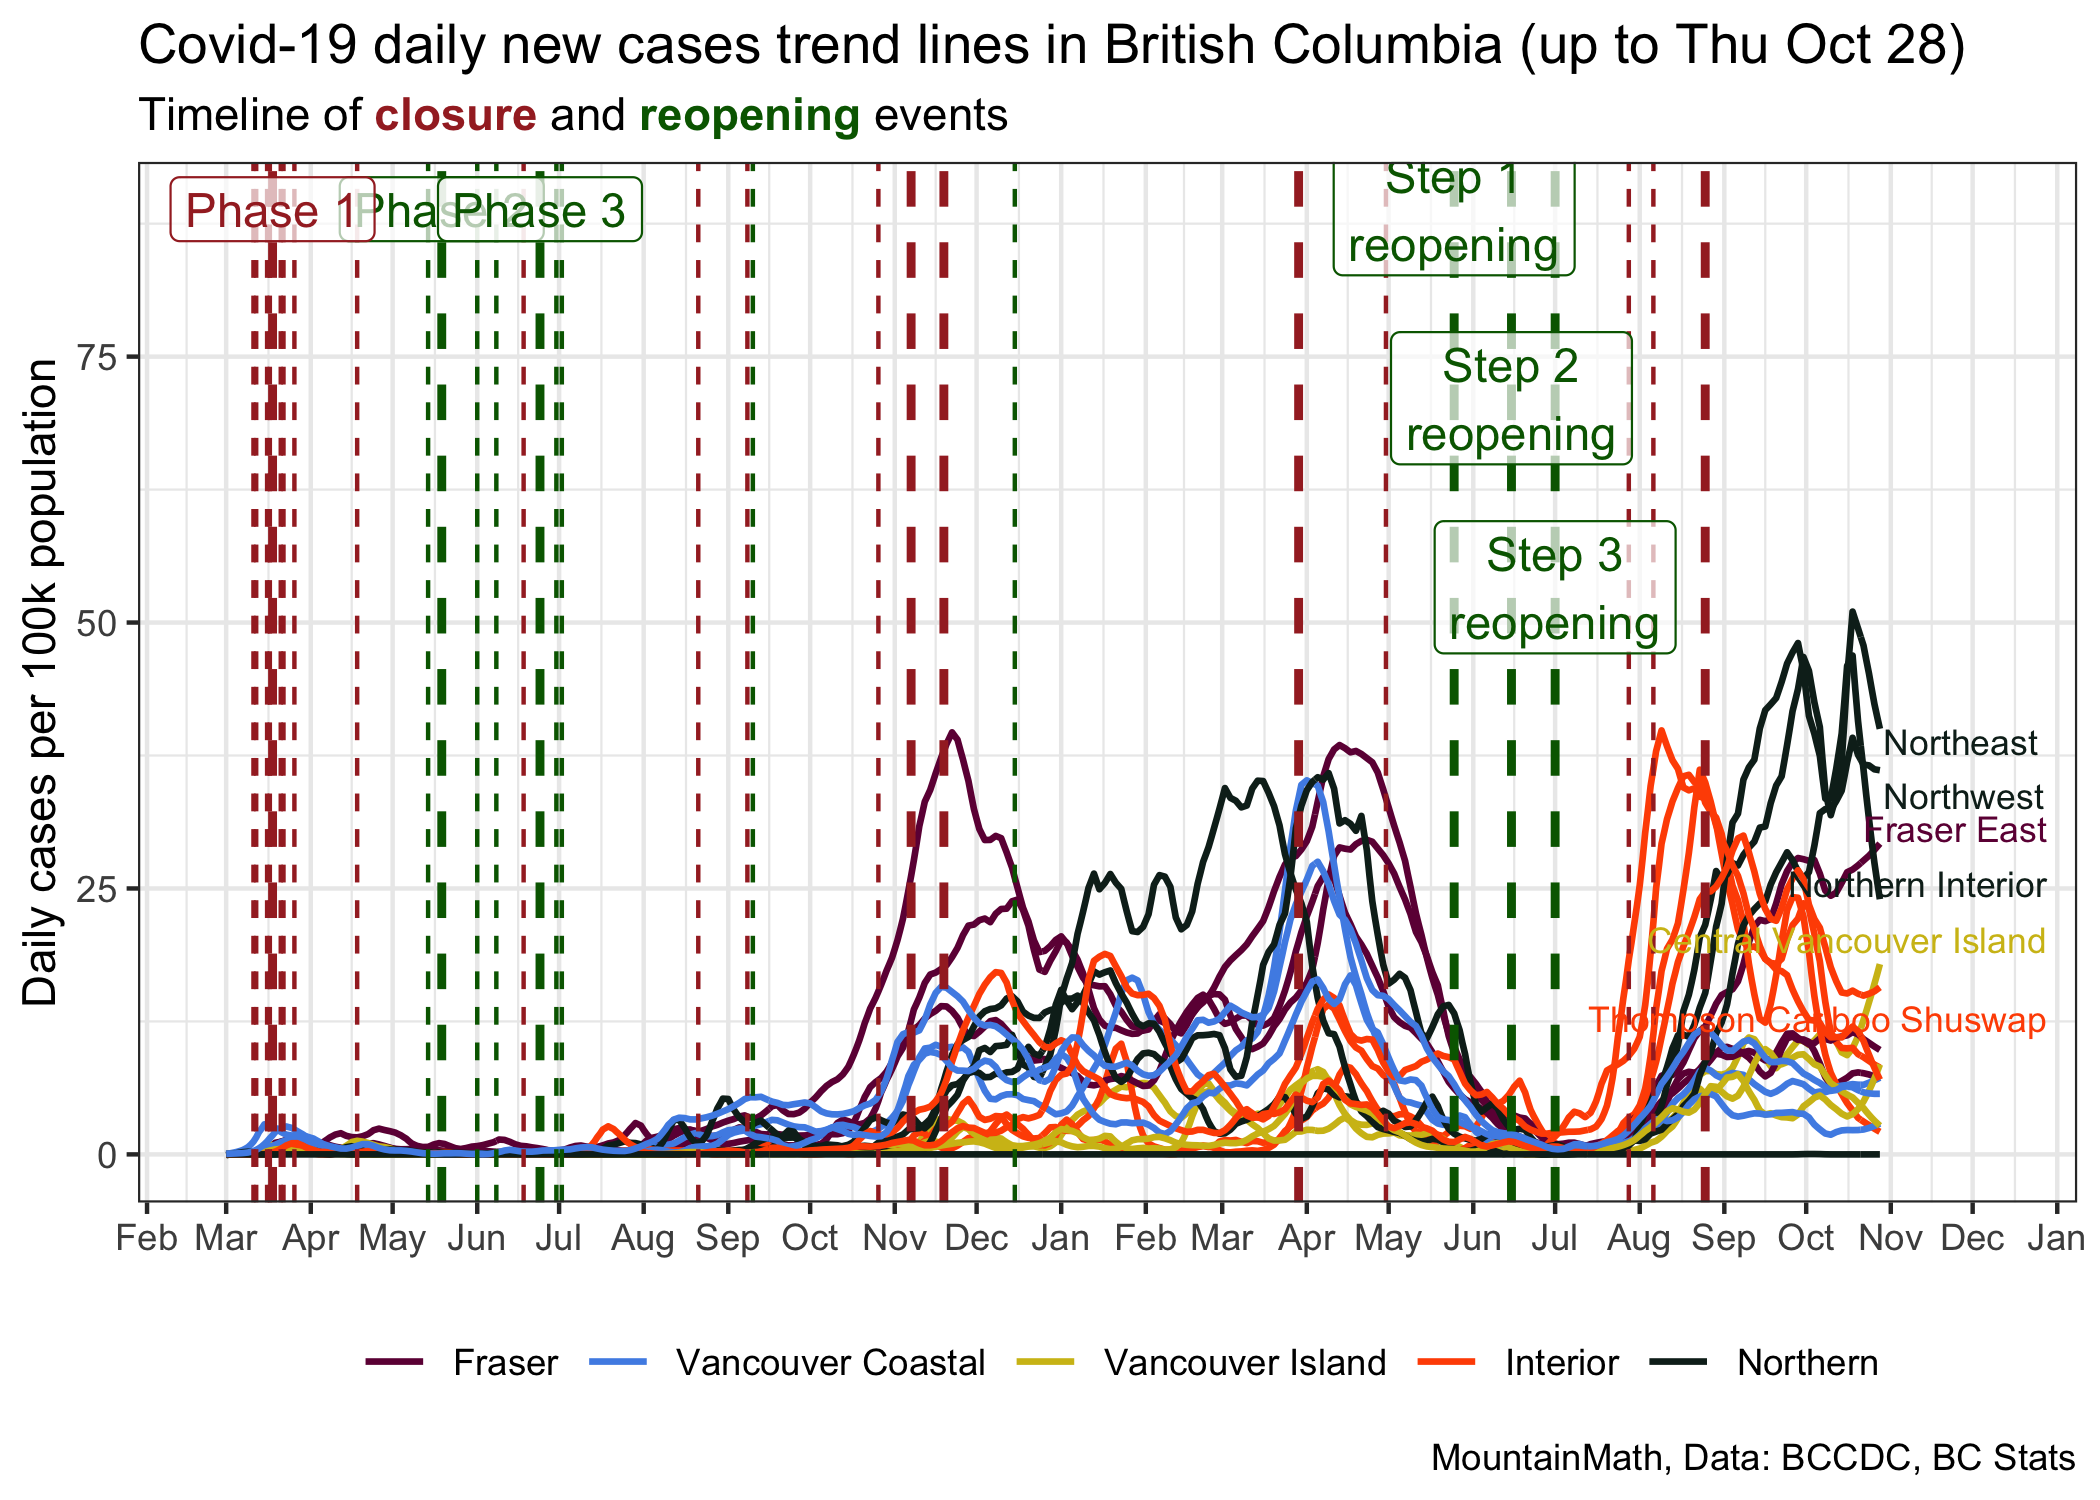 Covid-19 daily new cases trend lines in British Columbia (up to Thu Oct 28)
Timeline of closure and reopening events
Phase 1
Phase 2
Phase 3
Step 1
reopening
Step 2
reopening
Step 3
reopening
Daily cases per 100k population
75
50
25
0
Northeast
Northwest
Fraser East
Northern Interior
Central Vancouver Island
Thompson Cariboo Shuswap
Feb Mar Apr May Jun Jul Aug Sep Oct Nov Dec Jan Feb Mar Apr May Jun Jul Aug Sep Oct Nov Dec Jan
Fraser Vancouver Coastal Vancouver Island Interior Northern
MountainMath, Data: BCCDC, BC Stats